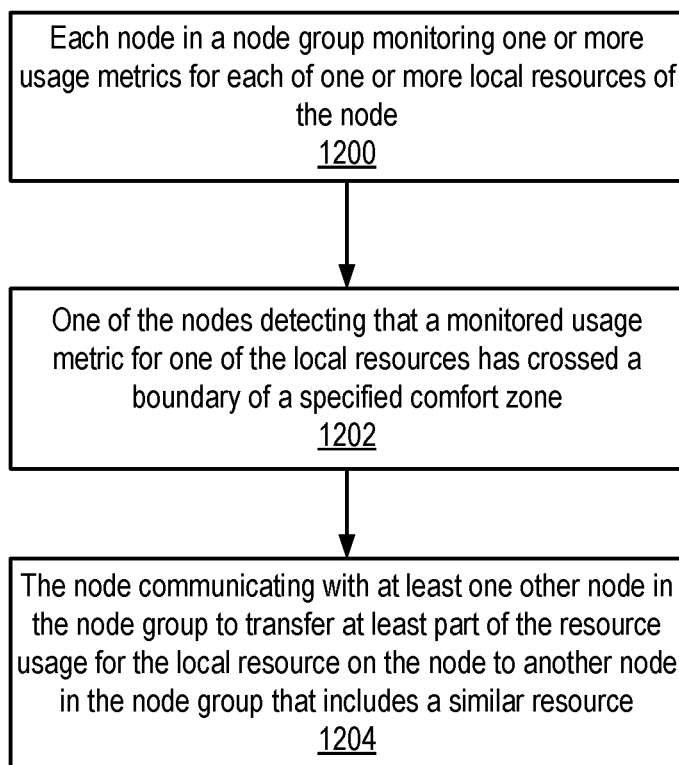 Each node in a node group monitoring one or more
usage metrics for each of one or more local resources of
the node
1200
One of the nodes detecting that a monitored usage
metric for one of the local resources has crossed a
boundary of a specified comfort zone
1202
The node communicating with at least one other node in
the node group to transfer at least part of the resource
usage for the local resource on the node to another node
in the node group that includes a similar resource
1204